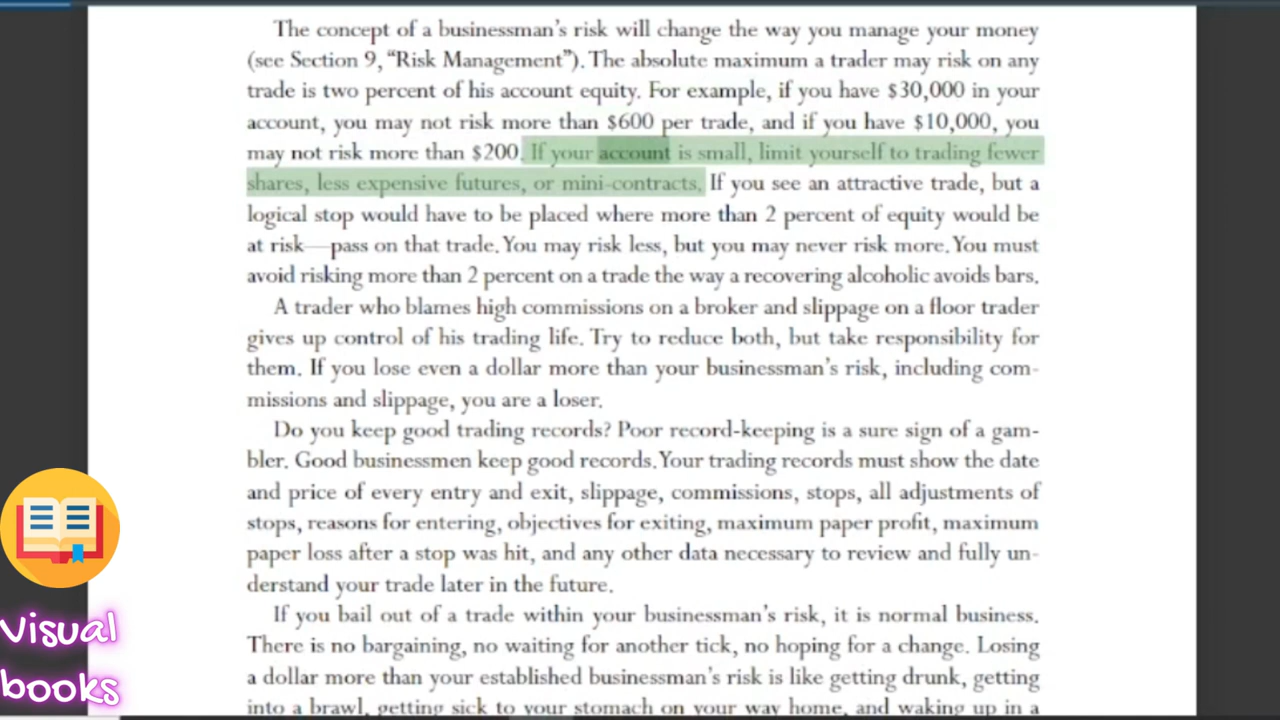 The concept of a businessman's risk will change the way you manage your money
(see Section 9, “Risk Management”). The absolute maximum a trader may risk on any
trade is two percent of his account equity. For example, if you have $30,000 in your
account, you may not risk more than $600 per trade, and if you have $10,000, you
may not risk more than $200. If your account is small, limit yourself to trading fewer
shares, less expensive futures, or mini-contracts. If you see an attractive trade, but a
logical stop would have to be placed where more than 2 percent of equity would be
at risk—pass on that trade. You may risk less, but you may never risk more. You must
avoid risking more than 2 percent on a trade the way a recovering alcoholic avoids bars.
A trader who blames high commissions on a broker and slippage on a floor trader
gives up control of his trading life. Try to reduce both, but take responsibility for
them. If you lose even a dollar more than your businessman's risk, including com-
missions and slippage, you are a loser.
Do you keep good trading records? Poor record-keeping is a sure sign of a gam-
bler. Good businessmen keep good records. Your trading records must show the date
and price of every entry and exit, slippage, commissions, stops, all adjustments of
stops, reasons for entering, objectives for exiting, maximum paper profit, maximum
paper loss after a stop was hit, and any other data necessary to review and fully un-
derstand your trade later in the future.
If you bail out of a trade within your businessman's risk, it is normal business.
There is no bargaining, no waiting for another tick, no hoping for a change. Losing
a dollar more than your established businessman's risk is like getting drunk, getting
into a brawl, getting sick to your stomach on your way home, and waking up in a
Visual
books